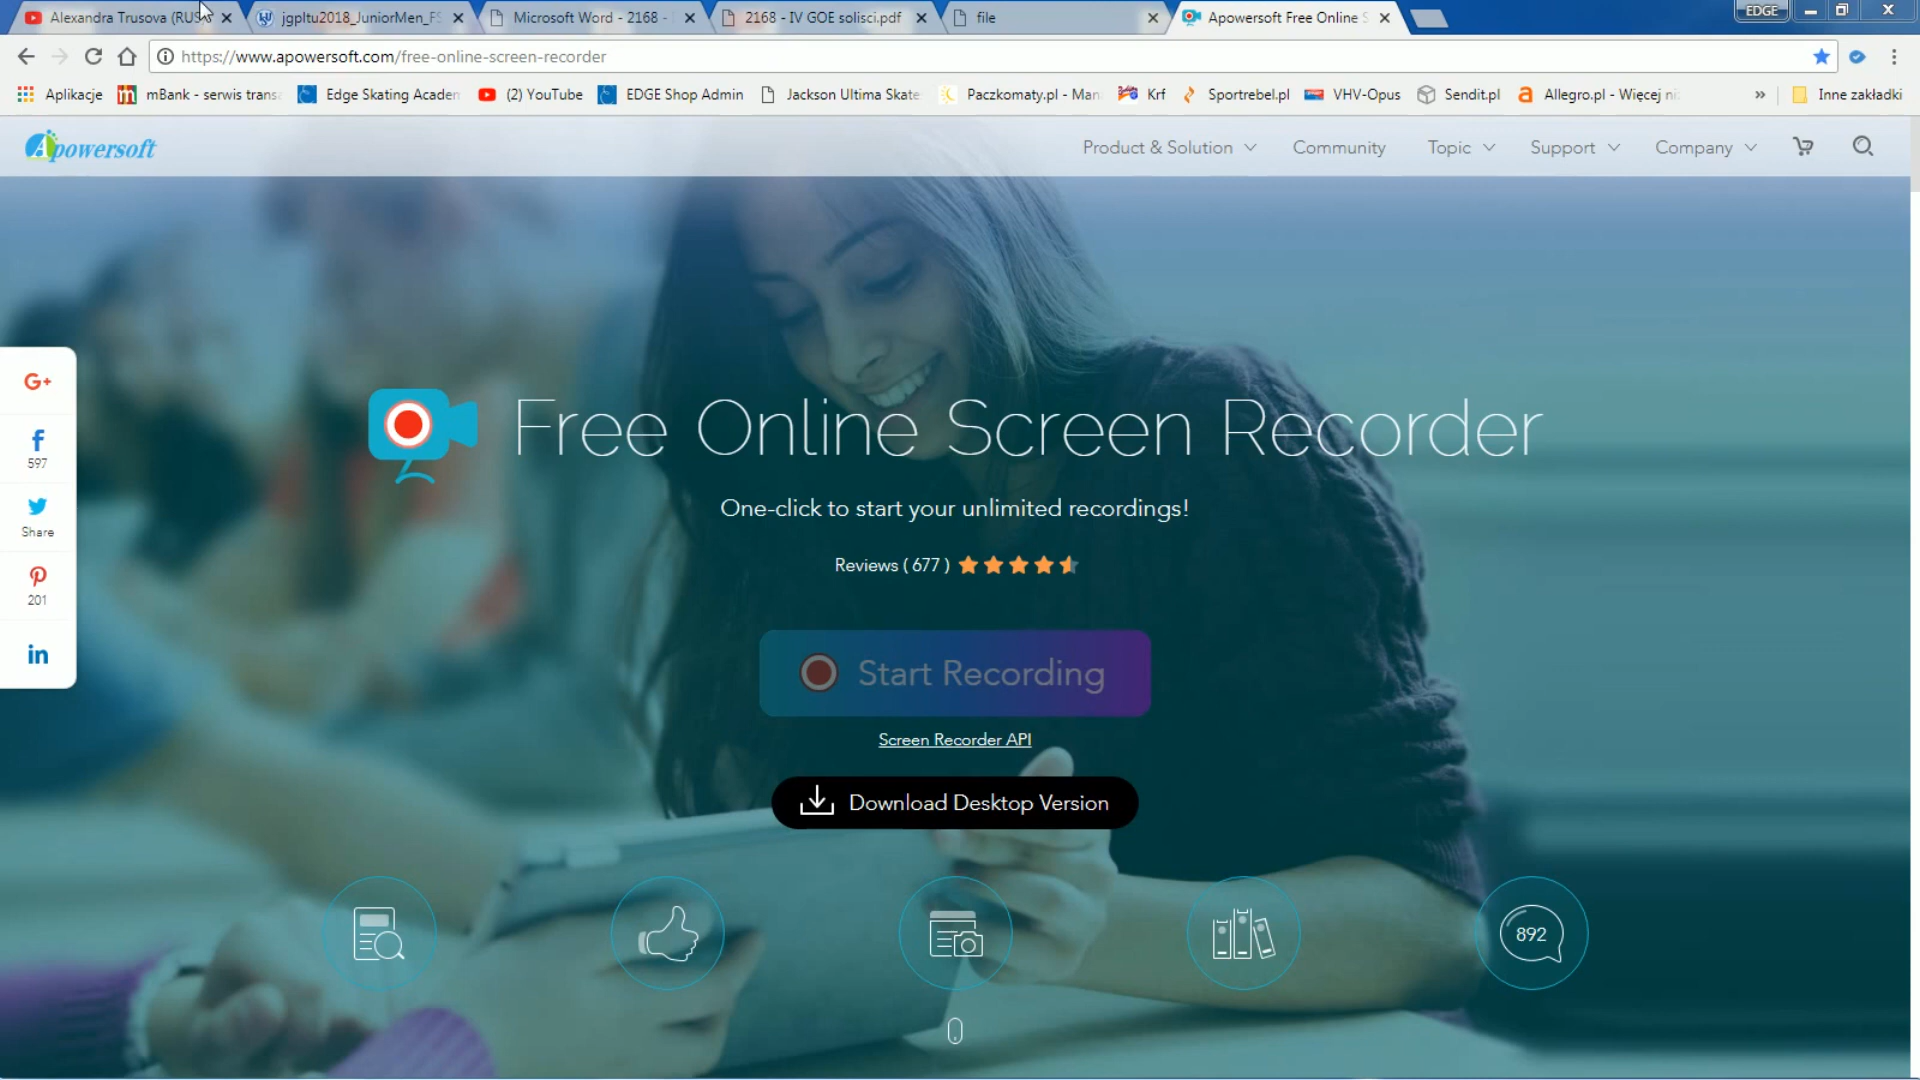 Alexandra Trusova (RUS
jgpltu2018_JuniorMen_FS
Microsoft Word - 2168 -
2168 - IV GOE solisci.pdf
file
Apowersoft Free Online S
EDGE
https://www.apowersoft.com/free-online-screen-recorder
Aplikacje
mBank - serwis trans
Edge Skating Academ
(2) YouTube
EDGE Shop Admin
Jackson Ultima Skate
Paczkomaty.pl - Man
Krf
Sportrebel.pl
VHV-Opus
Sendit.pl
Allegro.pl - Więcej ni
»
Inne zakładki
Apowersoft
Product & Solution
Community
Topic
Support
Company
G+
f
597
Share
201
in
Free Online Screen Recorder
One-click to start your unlimited recordings!
Reviews ( 677 )
Start Recording
Screen Recorder API
Download Desktop Version
892